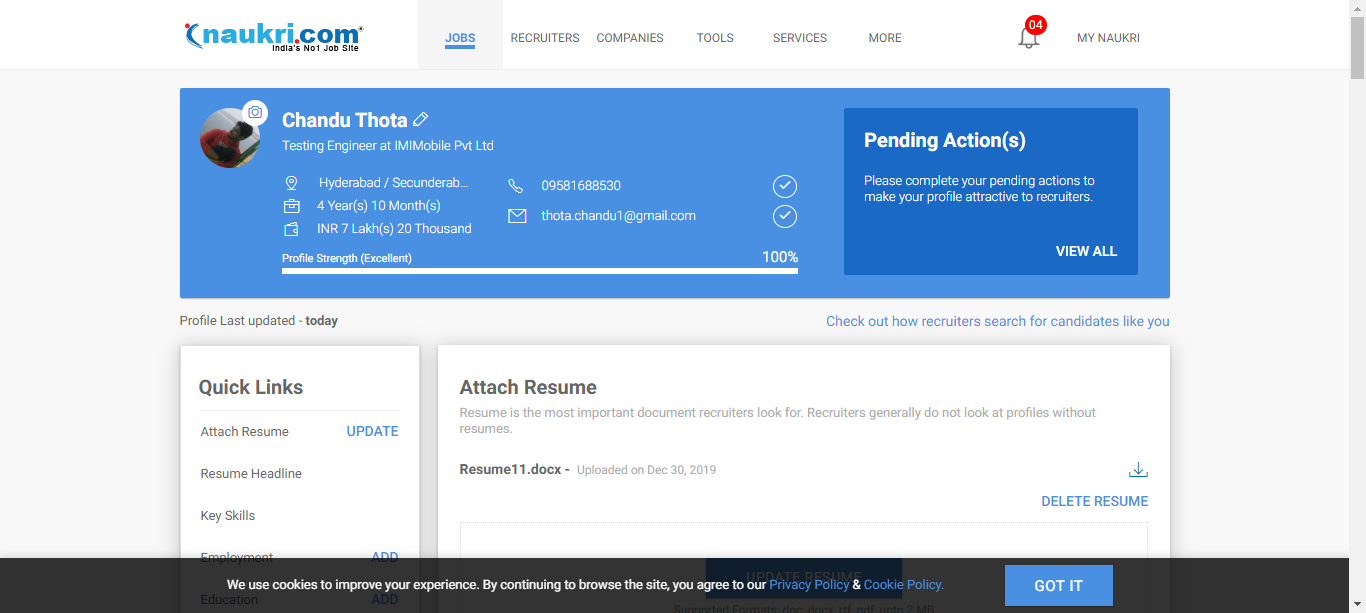 naukri.com
India's No1 Job Site
JOBS
RECRUITERS
COMPANIES
TOOLS
SERVICES
MORE
04
MY NAUKRI
Chandu Thota
Testing Engineer at IMIMobile Pvt Ltd
Hyderabad / Secunderab...
4 Year(s) 10 Month(s)
INR 7 Lakh(s) 20 Thousand
09581688530
thota.chandu1@gmail.com
Profile Strength (Excellent)
100%
Pending Action(s)
Please complete your pending actions to
make your profile attractive to recruiters.
VIEW ALL
Profile Last updated - today
Check out how recruiters search for candidates like you
Quick Links
Attach Resume
UPDATE
Resume Headline
Key Skills
Employment
ADD
Education
ADD
Attach Resume
Resume is the most important document recruiters look for. Recruiters generally do not look at profiles without
resumes.
Resume11.docx - Uploaded on Dec 30, 2019
DELETE RESUME
UPDATE RESUME
Supported Formats: doc, docx, rtf, pdf, upto 2 MB
We use cookies to improve your experience. By continuing to browse the site, you agree to our Privacy Policy & Cookie Policy.
GOT IT